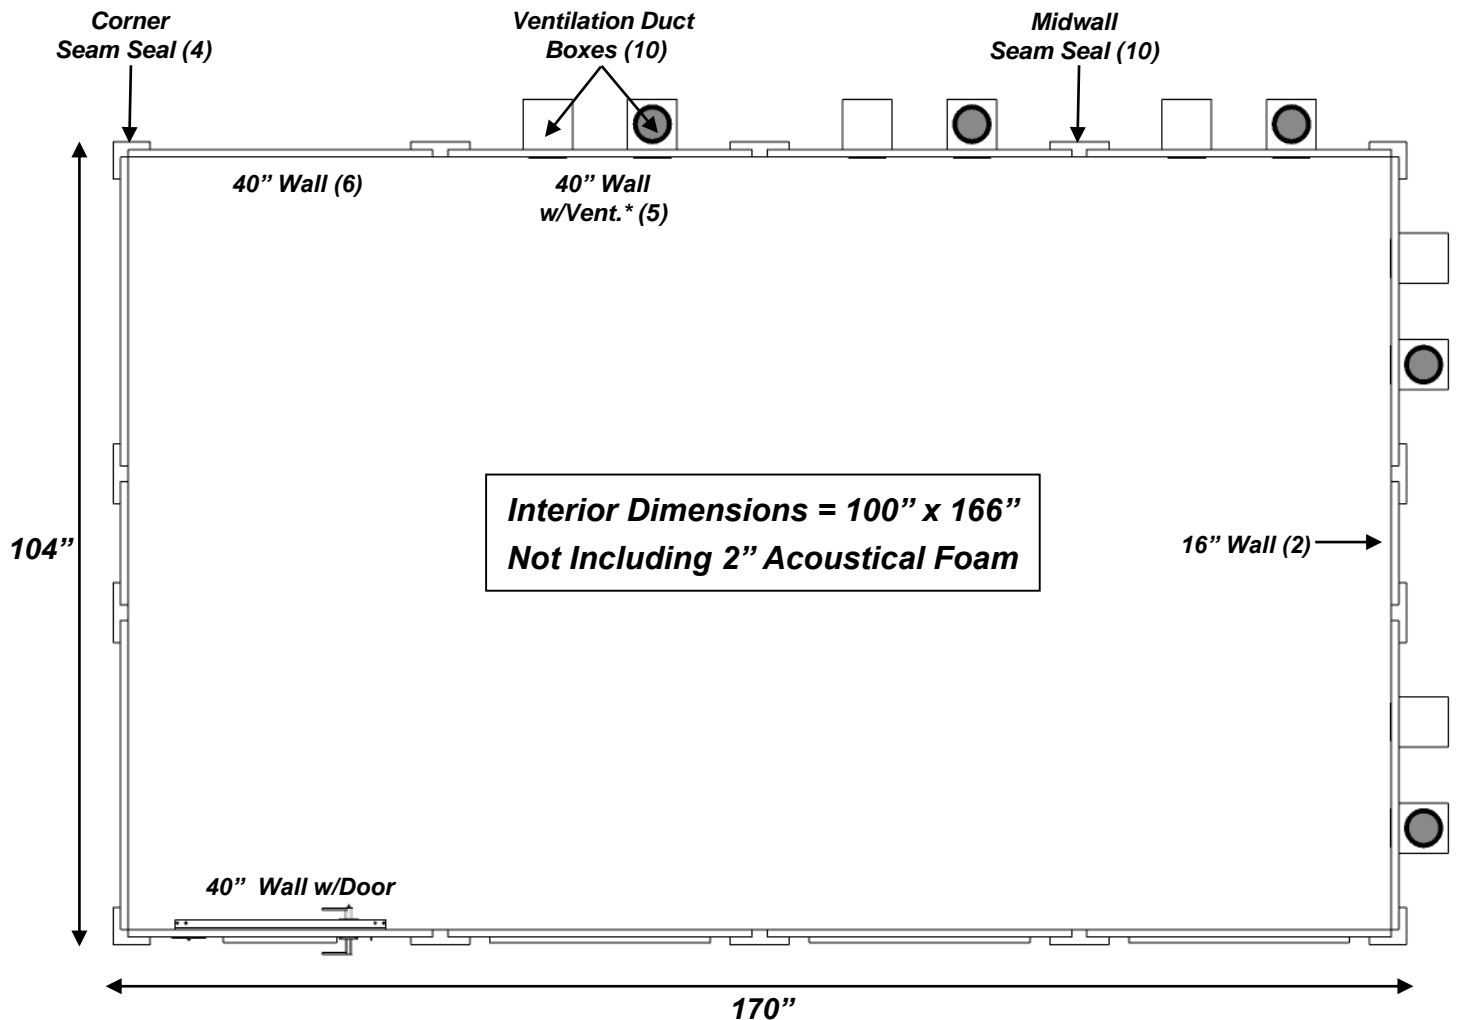 Corner
Seam Seal (4)
Ventilation Duct
Boxes (10)
Midwall
Seam Seal (10)
40” Wall (6)
40” Wall
w/Vent.* (5)
Interior Dimensions = 100” x 166”
Not Including 2” Acoustical Foam
104”
16” Wall (2)
40”  Wall w/Door
170”